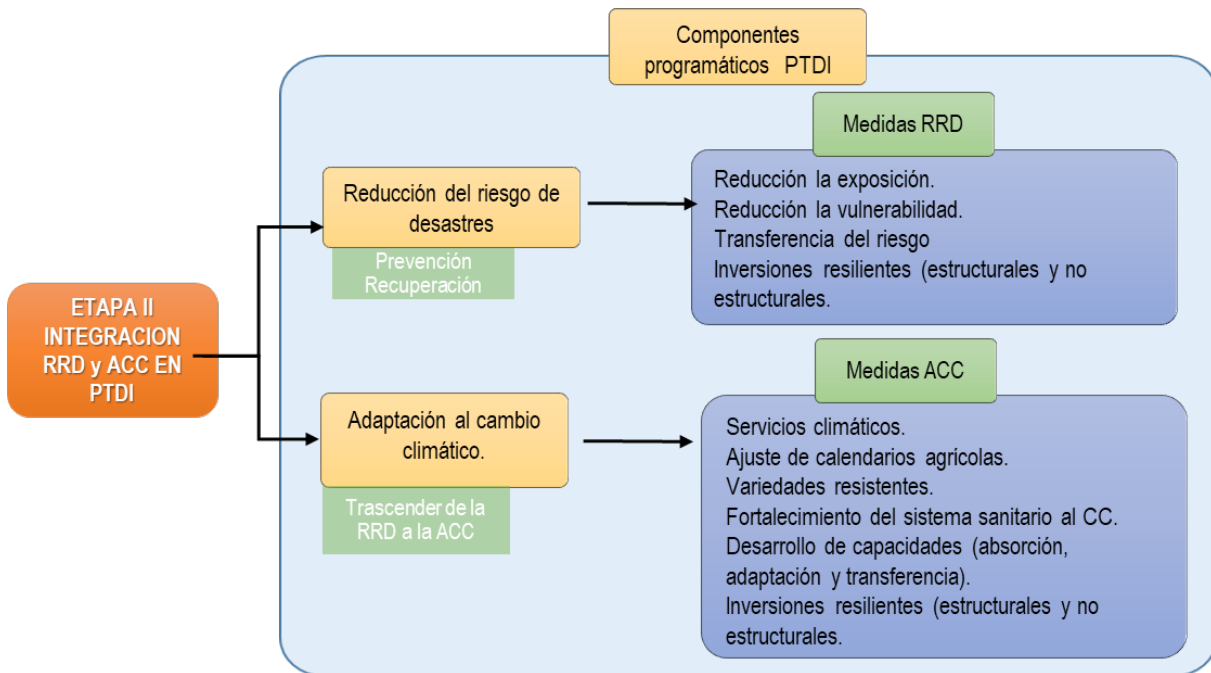 Componentes
programáticos PTDI
Medidas RRD
Reducción del riesgo de
desastres
Prevención
Recuperación
Reducción la exposición.
Reducción la vulnerabilidad.
Transferencia del riesgo
Inversiones resilientes (estructurales y no
estructurales.
ETAPA II
INTEGRACION
RRD y ACC EN
PTDI
Medidas ACC
Adaptación al cambio
climático.
Trascender de la
RRD a la ACC
Servicios climáticos.
Ajuste de calendarios agrícolas.
Variedades resistentes.
Fortalecimiento del sistema sanitario al CC.
Desarrollo de capacidades (absorción,
adaptación y transferencia).
Inversiones resilientes (estructurales y no
estructurales.